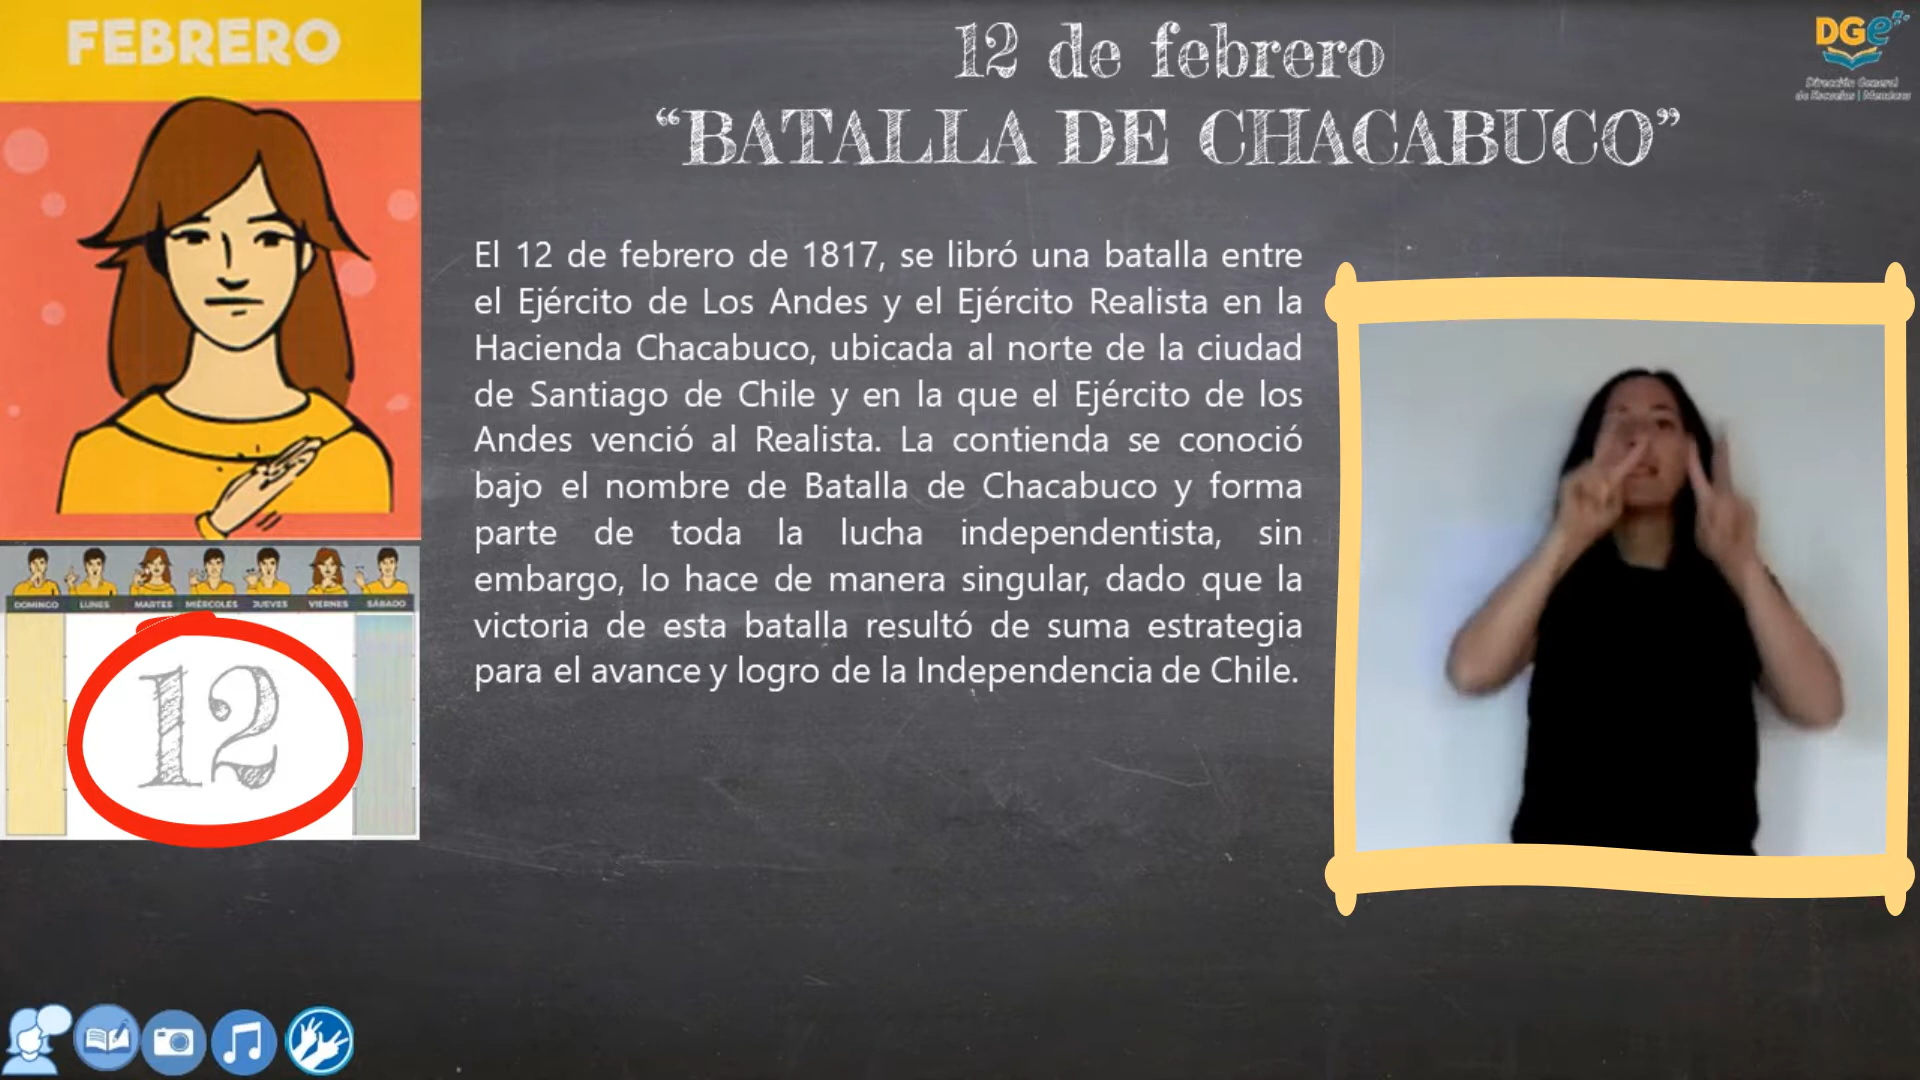 FEBRERO
12 de febrero
“BATALLA DE CHACABUCO”
DGe
Dirección General
de Escuelas | Mendoza
El 12 de febrero de 1817, se libró una batalla entre
el Ejército de Los Andes y el Ejército Realista en la
Hacienda Chacabuco, ubicada al norte de la ciudad
de Santiago de Chile y en la que el Ejército de los
Andes venció al Realista. La contienda se conoció
bajo el nombre de Batalla de Chacabuco y forma
parte de toda la lucha independentista, sin
embargo, lo hace de manera singular, dado que la
victoria de esta batalla resultó de suma estrategia
para el avance y logro de la Independencia de Chile.
DOMINGO LUNES MARTES MIÉRCOLES JUEVES VIERNES SÁBADO
12